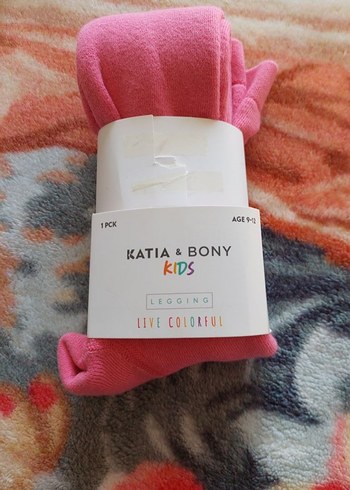 1 PCK
AGE 9-12
KATIA & BONY
KIDS
LEGGING
LIVE COLORFUL